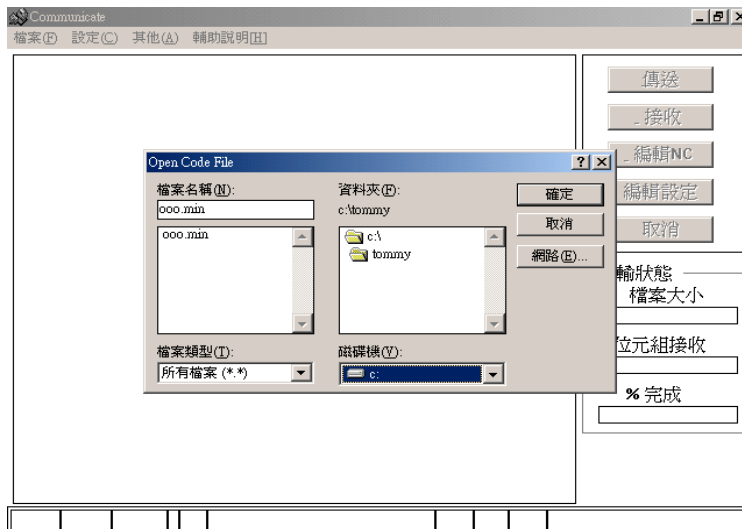 Communicate
檔案(F) 設定(C) 其他(A) 輔助說明[H]
傳送
_ 接收
_ 編輯NC
編輯設定
取消
Open Code File
檔案名稱(N):
ooo.min
ooo.min
檔案類型(T):
所有檔案 (*.*)
資料夾(F):
c:\tommy
c:\
tommy
磁碟機(V):
c:
確定
取消
網路(E)...
輸狀態
檔案大小
位元組接收
% 完成